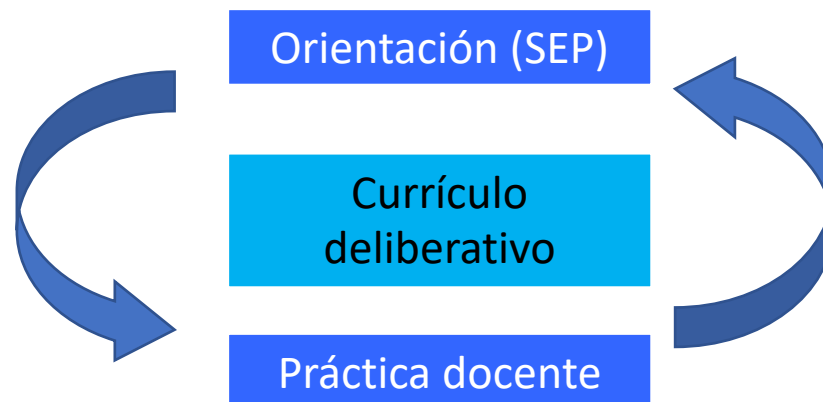 Orientación (SEP)
Currículo
deliberativo
Práctica docente